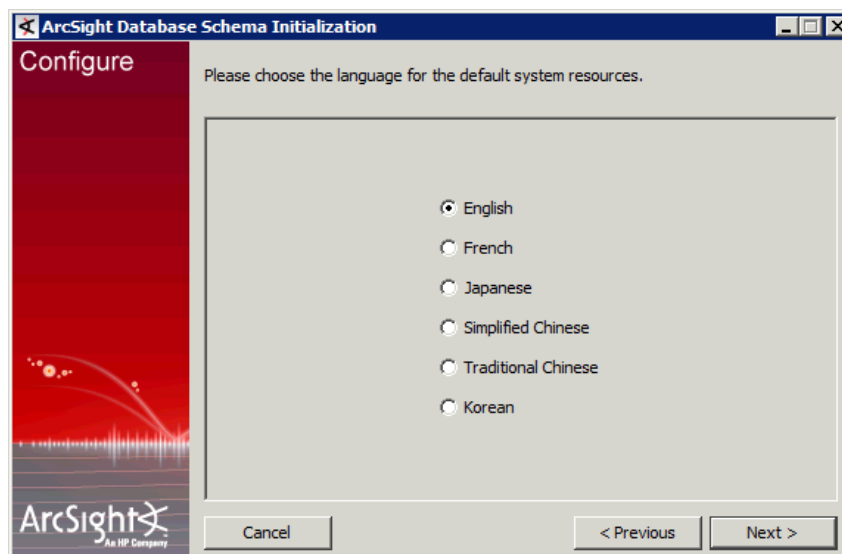 ArcSight Database Schema Initialization
Configure
Please choose the language for the default system resources.
English
French
Japanese
Simplified Chinese
Traditional Chinese
Korean
ArcSight
An HP Company
Cancel
< Previous
Next >